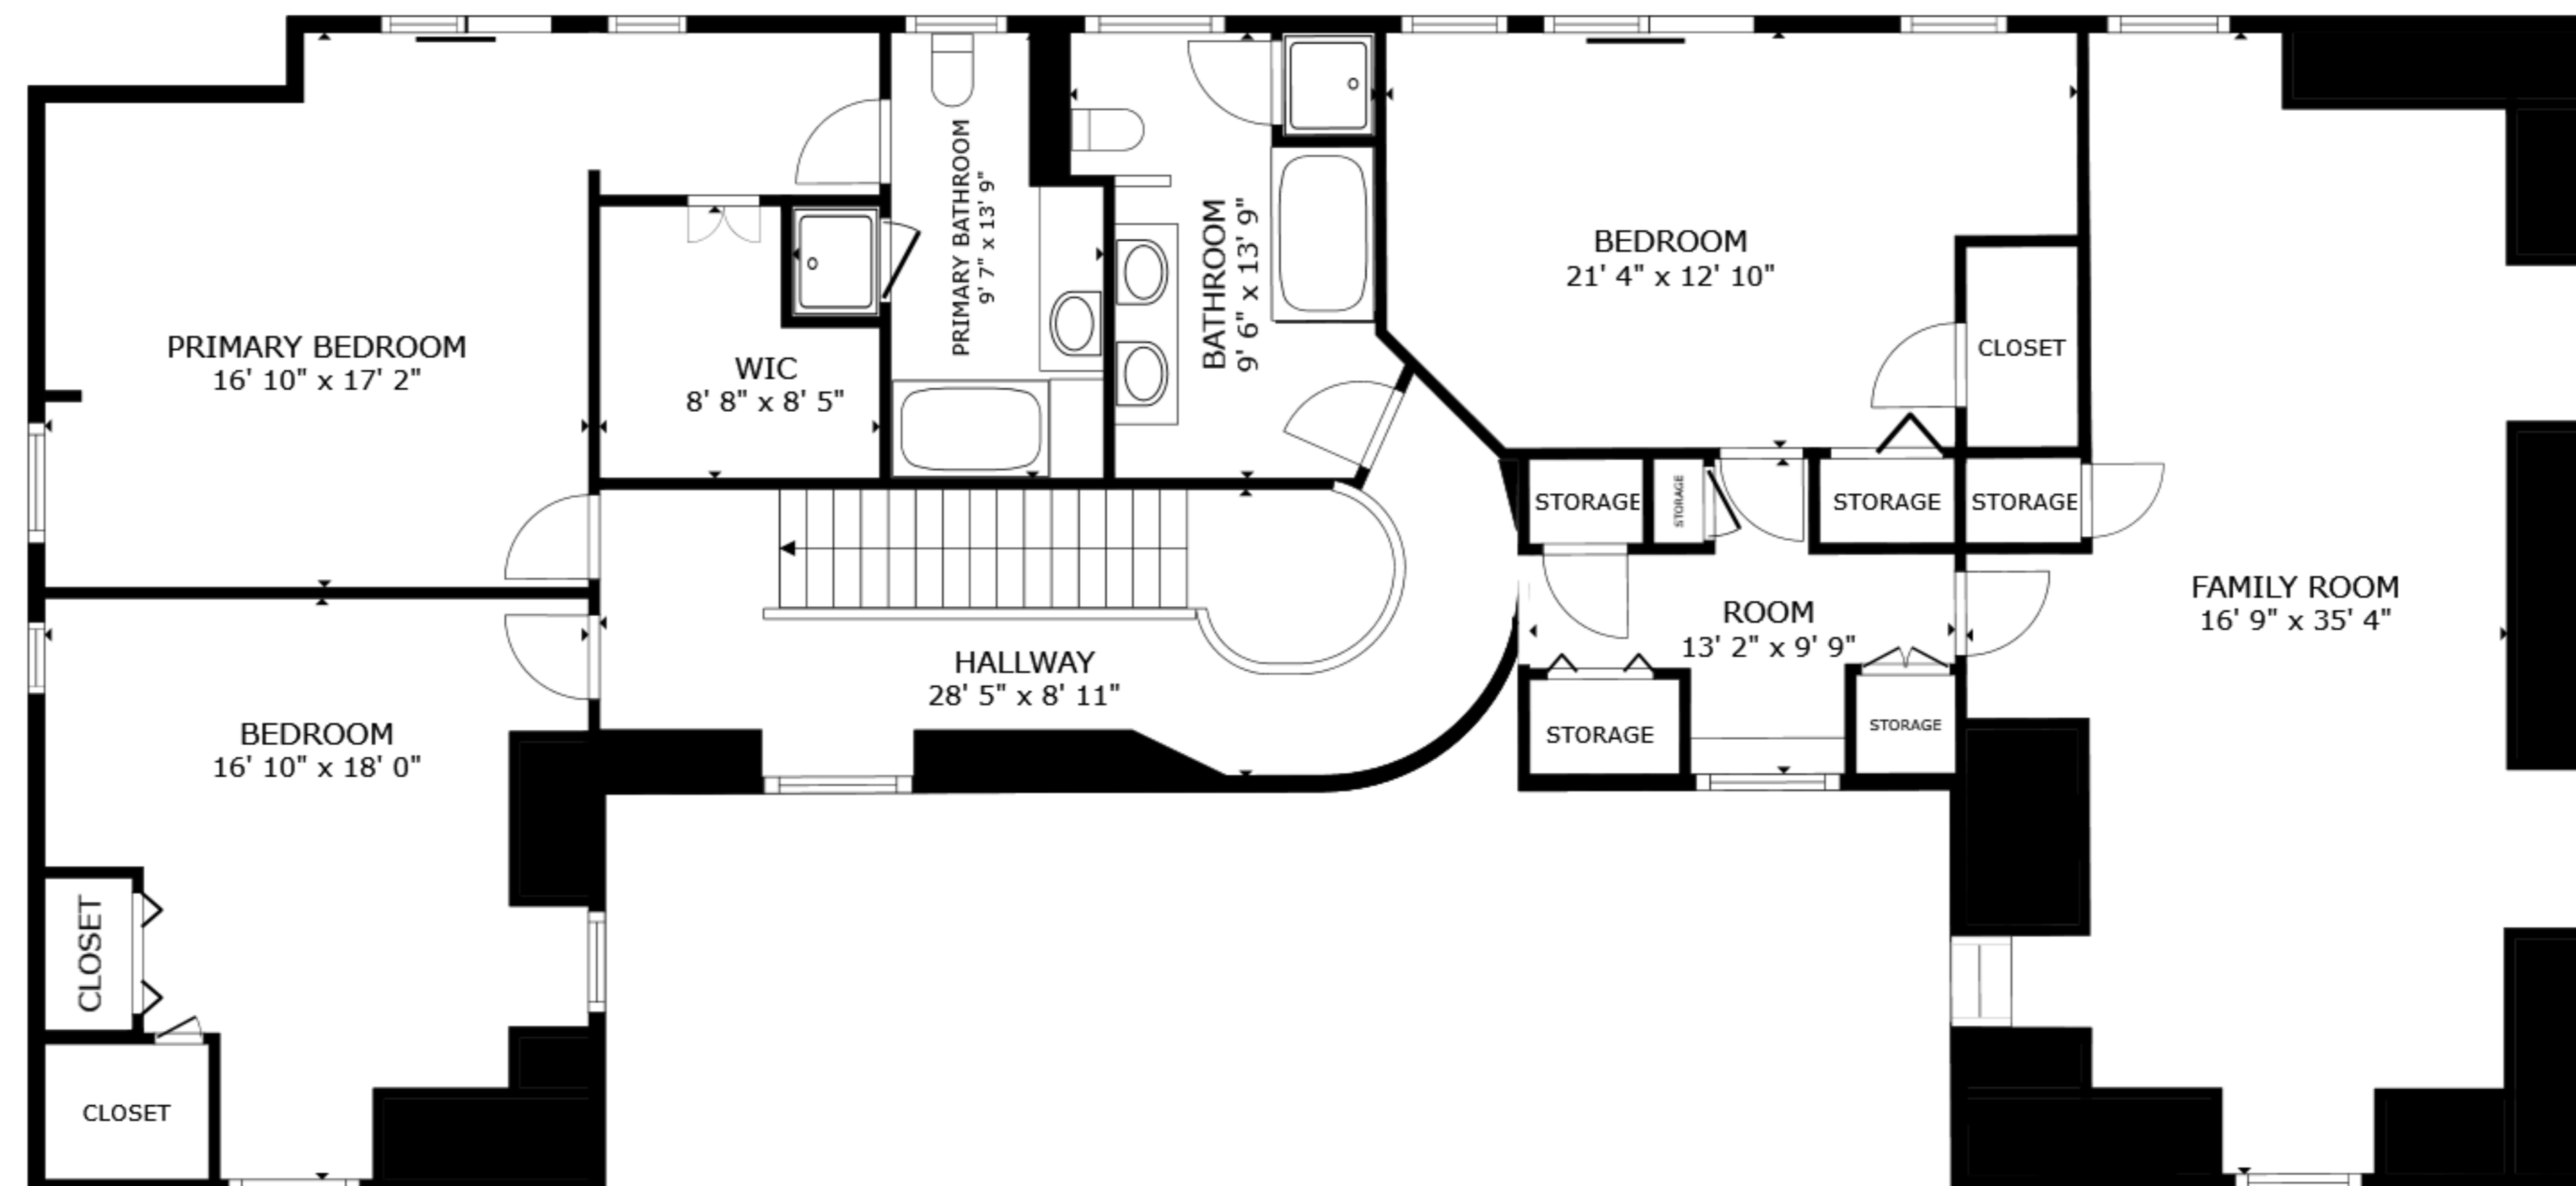 PRIMARY BEDROOM
16' 10" x 17' 2"
WIC
8' 8" x 8' 5"
PRIMARY BATHROOM
9' 7" x 13' 9"
BATHROOM
9' 6" x 13' 9"
BEDROOM
21' 4" x 12' 10"
CLOSET
STORAGE
STORAGE
STORAGE
STORAGE
FAMILY ROOM
16' 9" x 35' 4"
ROOM
13' 2" x 9' 9"
HALLWAY
28' 5" x 8' 11"
STORAGE
STORAGE
BEDROOM
16' 10" x 18' 0"
CLOSET
CLOSET